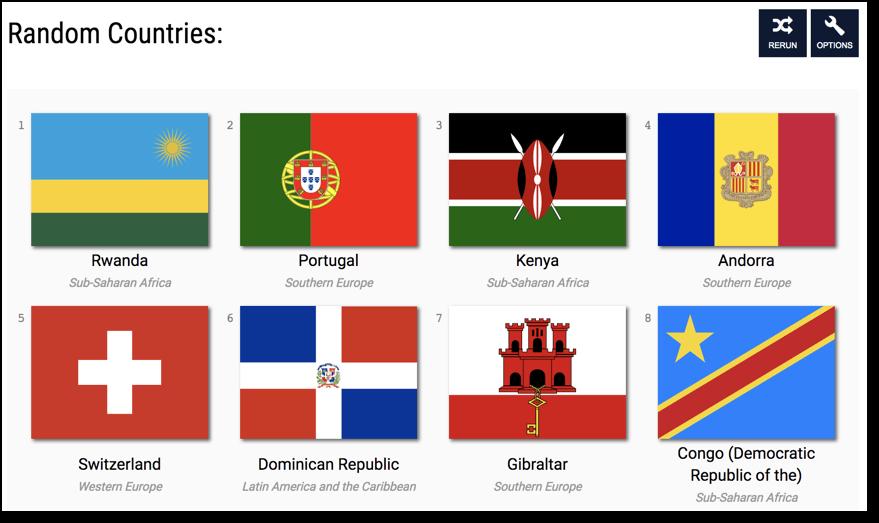 Random Countries:
RERUN
OPTIONS
1
2
3
4
Rwanda
Portugal
Kenya
Andorra
Sub-Saharan Africa
Southern Europe
Sub-Saharan Africa
Southern Europe
5
6
7
8
Switzerland
Dominican Republic
Gibraltar
Congo (Democratic
Republic of the)
Western Europe
Latin America and the Caribbean
Southern Europe
Sub-Saharan Africa